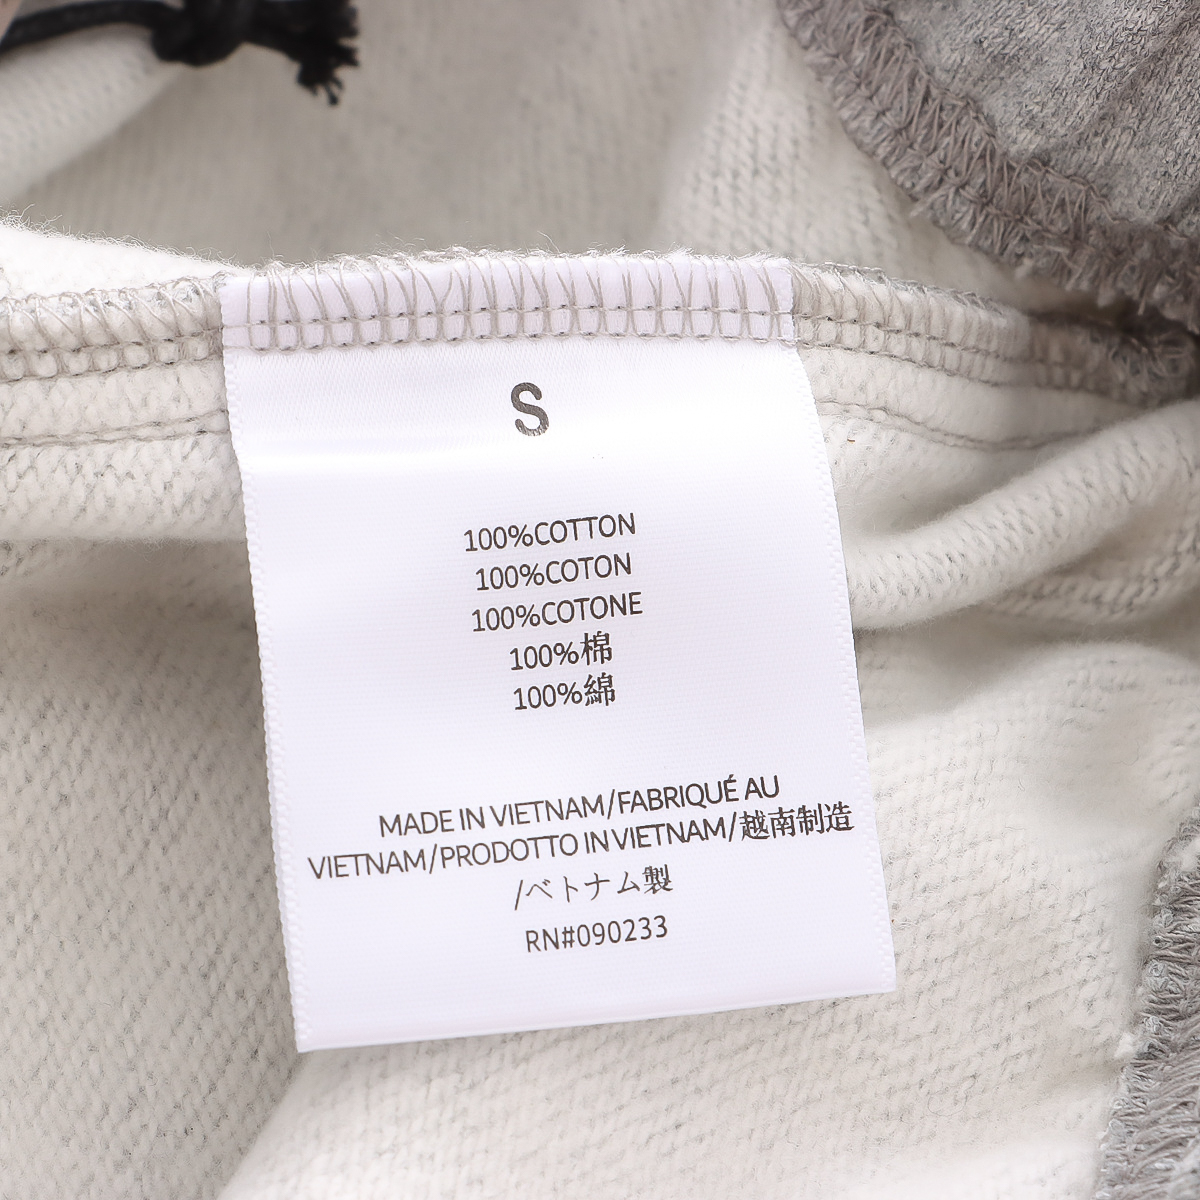 S
100%COTTON
100%COTON
100%COTONE
100%棉
100%綿
MADE IN VIETNAM/FABRIQUÉ AU
VIETNAM/PRODOTTO IN VIETNAM/越南制造
/ベトナム製
RN#090233